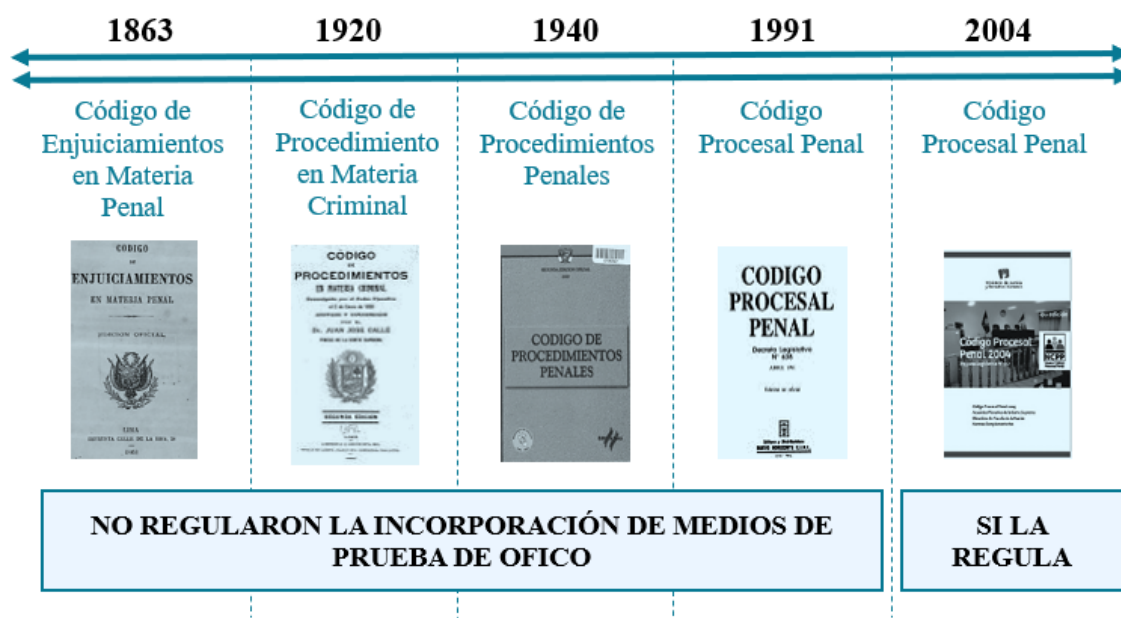 1863
1920
1940
1991
2004
Código de
Enjuiciamientos
en Materia
Penal
Código de
Procedimiento
en Materia
Criminal
Código de
Procedimientos
Penales
Código
Procesal Penal
Código
Procesal Penal
CODIGO
DE
ENJUICIAMIENTOS
EN MATERIA PENAL
EDICION OFICIAL
LIMA
CÓDIGO
DE
PROCEDIMIENTOS
EN MATERIA CRIMINAL
Dr. JUAN JOSE CALLE
SEGUNDA EDICION
CODIGO DE
PROCEDIMIENTOS
PENALES
CODIGO
PROCESAL
PENAL
Decreto Legislativo
N° 638
Código Procesal
Penal 2004
NCPP
NO REGULARON LA INCORPORACIÓN DE MEDIOS DE
PRUEBA DE OFICO
SI LA
REGULA